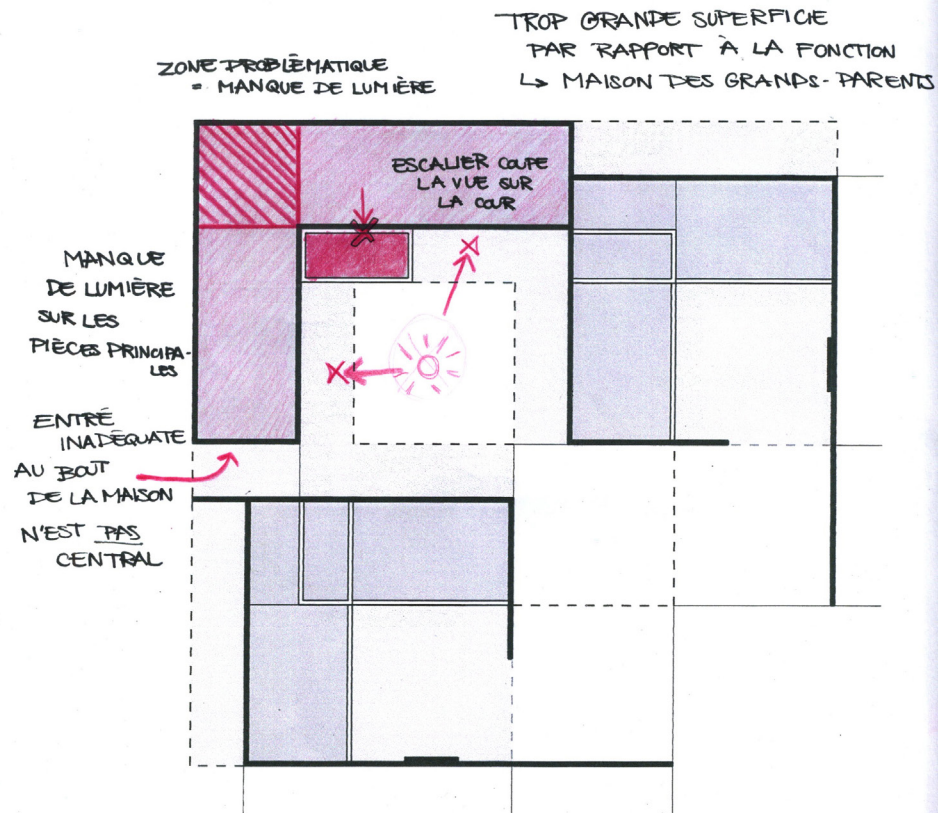 TROP GRANDE SUPERFICIE
PAR RAPPORT À LA FONCTION
↳ MAISON DES GRANDS-PARENTS
ZONE PROBLÉMATIQUE
= MANQUE DE LUMIÈRE
ESCALIER COUPE
LA VUE SUR
LA COUR
MANQUE
DE LUMIÈRE
SUR LES
PIÈCES PRINCIPA-
LES
ENTRÉ
INADÉQUATE
AU BOUT
DE LA MAISON
N'EST PAS
CENTRAL